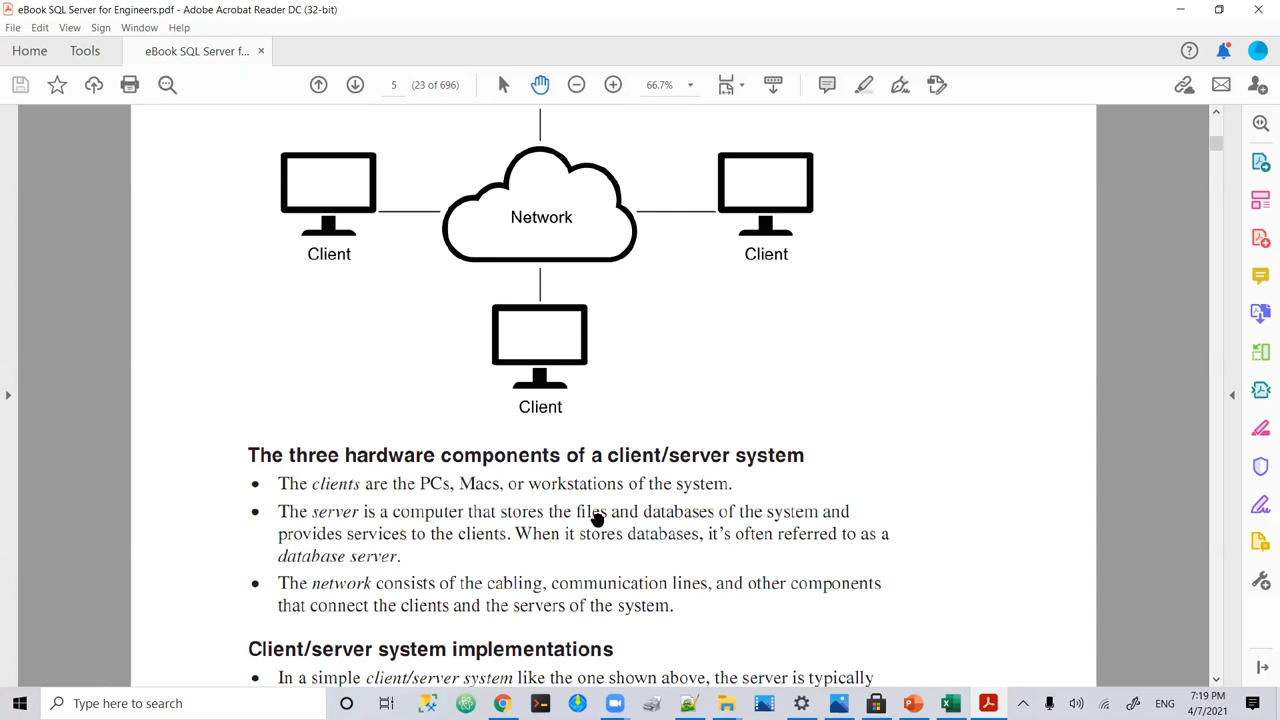 eBook SQL Server for Engineers.pdf - Adobe Acrobat Reader DC (32-bit)
File Edit View Sign Window Help
Home Tools eBook SQL Server f... ×
5 (23 of 696) 66.7%
Client
Network
Client
Client
The three hardware components of a client/server system
• The clients are the PCs, Macs, or workstations of the system.
• The server is a computer that stores the files and databases of the system and
provides services to the clients. When it stores databases, it’s often referred to as a
database server.
• The network consists of the cabling, communication lines, and other components
that connect the clients and the servers of the system.
Client/server system implementations
• In a simple client/server system like the one shown above, the server is typically
Type here to search
ENG
7:19 PM
4/7/2021